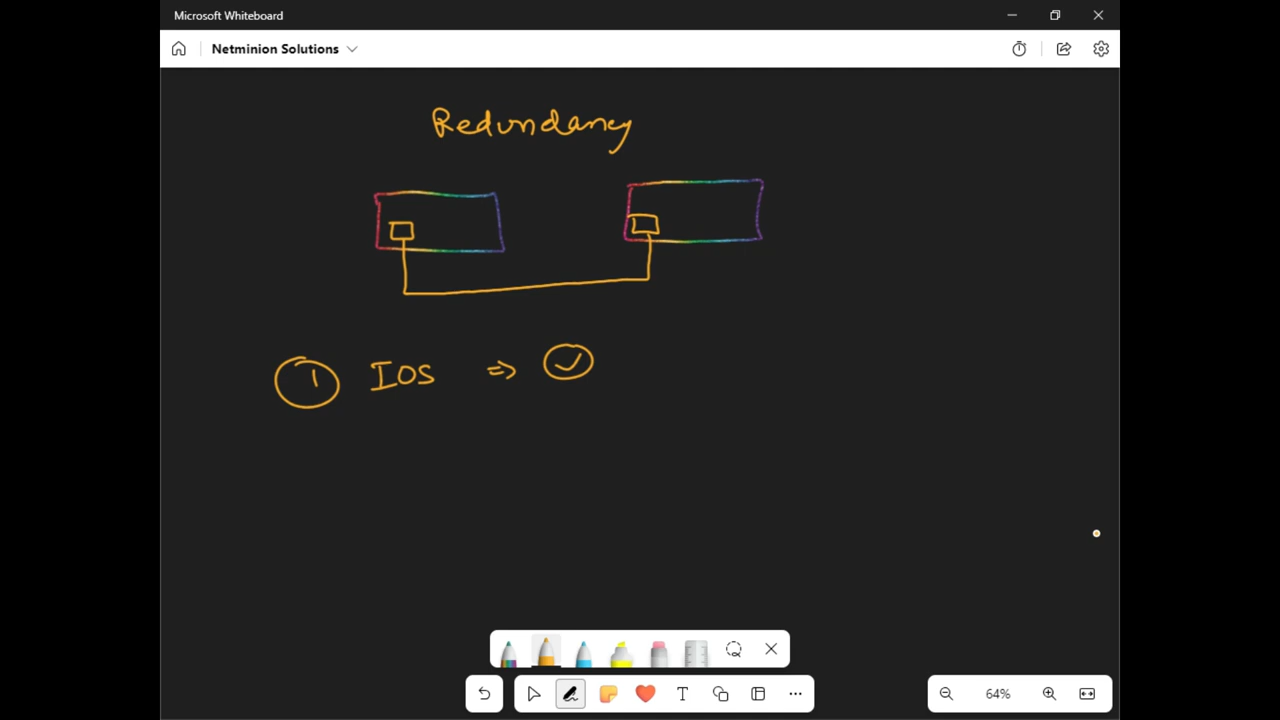 Microsoft Whiteboard
Netminion Solutions
Redundancy
1 IOS ⇒ ✓
64%